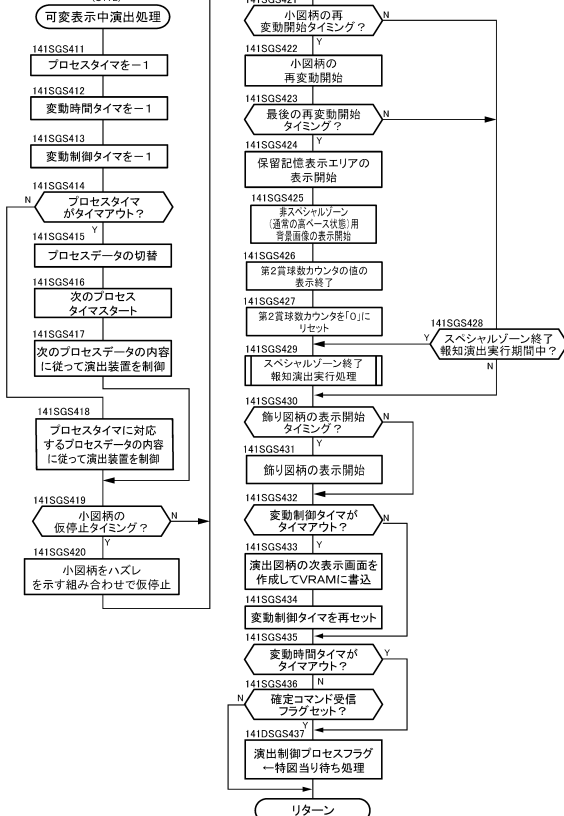 可変表示中演出処理
141SGS411
プロセスタイマを－1
141SGS412
変動時間タイマを－1
141SGS413
変動制御タイマを－1
141SGS414
プロセスタイマ
がタイマアウト？
N
Y
141SGS415
プロセスデータの切替
141SGS416
次のプロセス
タイマスタート
141SGS417
次のプロセスデータの内容
に従って演出装置を制御
141SGS418
プロセスタイマに対応
するプロセスデータの内容
に従って演出装置を制御
141SGS419
小図柄の
仮停止タイミング？
N
Y
141SGS420
小図柄をハズレ
を示す組み合わせで仮停止
小図柄の再
変動開始タイミング？
N
Y
141SGS422
小図柄の
再変動開始
141SGS423
最後の再変動開始
タイミング？
N
Y
141SGS424
保留記憶表示エリアの
表示開始
141SGS425
非スペシャルゾーン
(通常の高ベース状態)用
背景画像の表示開始
141SGS426
第2賞球数カウンタの値の
表示終了
141SGS427
第2賞球数カウンタを「0」に
リセット
141SGS428
スペシャルゾーン終了
報知演出実行期間中？
Y
N
141SGS429
スペシャルゾーン終了
報知演出実行処理
141SGS430
飾り図柄の表示開始
タイミング？
N
Y
141SGS431
飾り図柄の表示開始
141SGS432
変動制御タイマが
タイマアウト？
N
Y
141SGS433
演出図柄の次表示画面を
作成してVRAMに書込
141SGS434
変動制御タイマを再セット
141SGS435
変動時間タイマが
タイマアウト？
Y
N
141SGS436
確定コマンド受信
フラグセット？
N
Y
141DSGS437
演出制御プロセスフラグ
←特図当り待ち処理
リターン